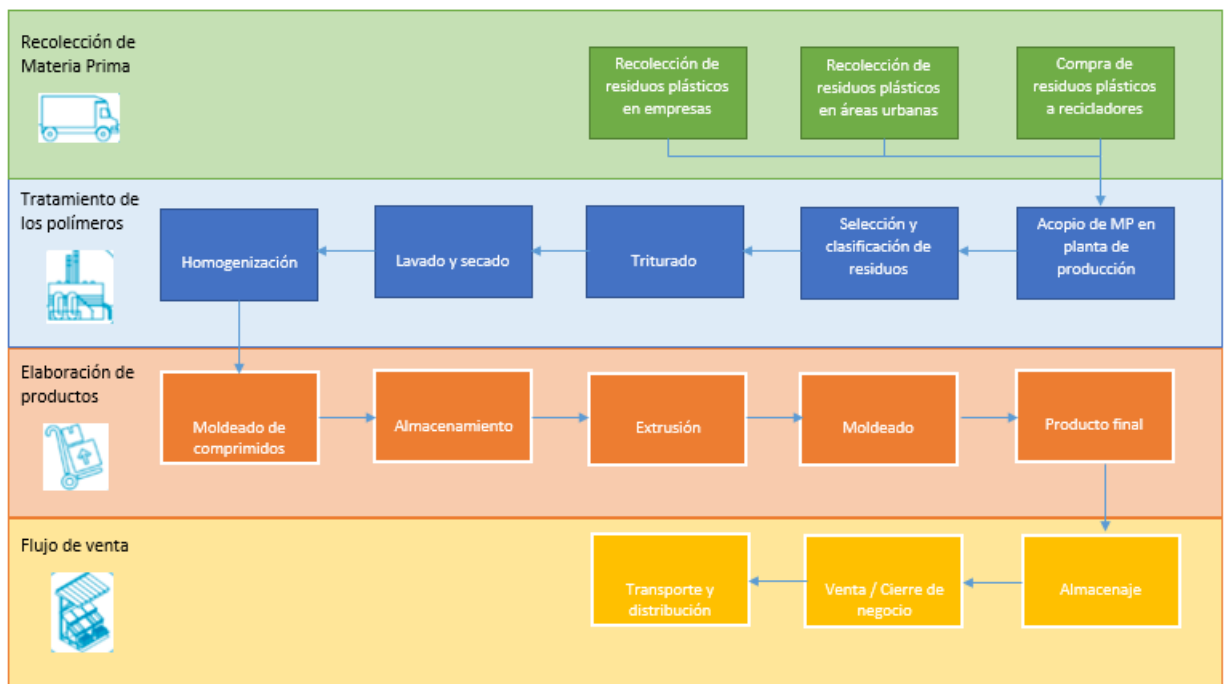 Recolección de
Materia Prima
Recolección de
residuos plásticos
en empresas
Recolección de
residuos plásticos
en áreas urbanas
Compra de
residuos plásticos
a recicladores
Tratamiento de
los polímeros
Homogenización
Lavado y secado
Triturado
Selección y
clasificación de
residuos
Acopio de MP en
planta de
producción
Elaboración de
productos
Moldeado de
comprimidos
Almacenamiento
Extrusión
Moldeado
Producto final
Flujo de venta
Transporte y
distribución
Venta / Cierre de
negocio
Almacenaje